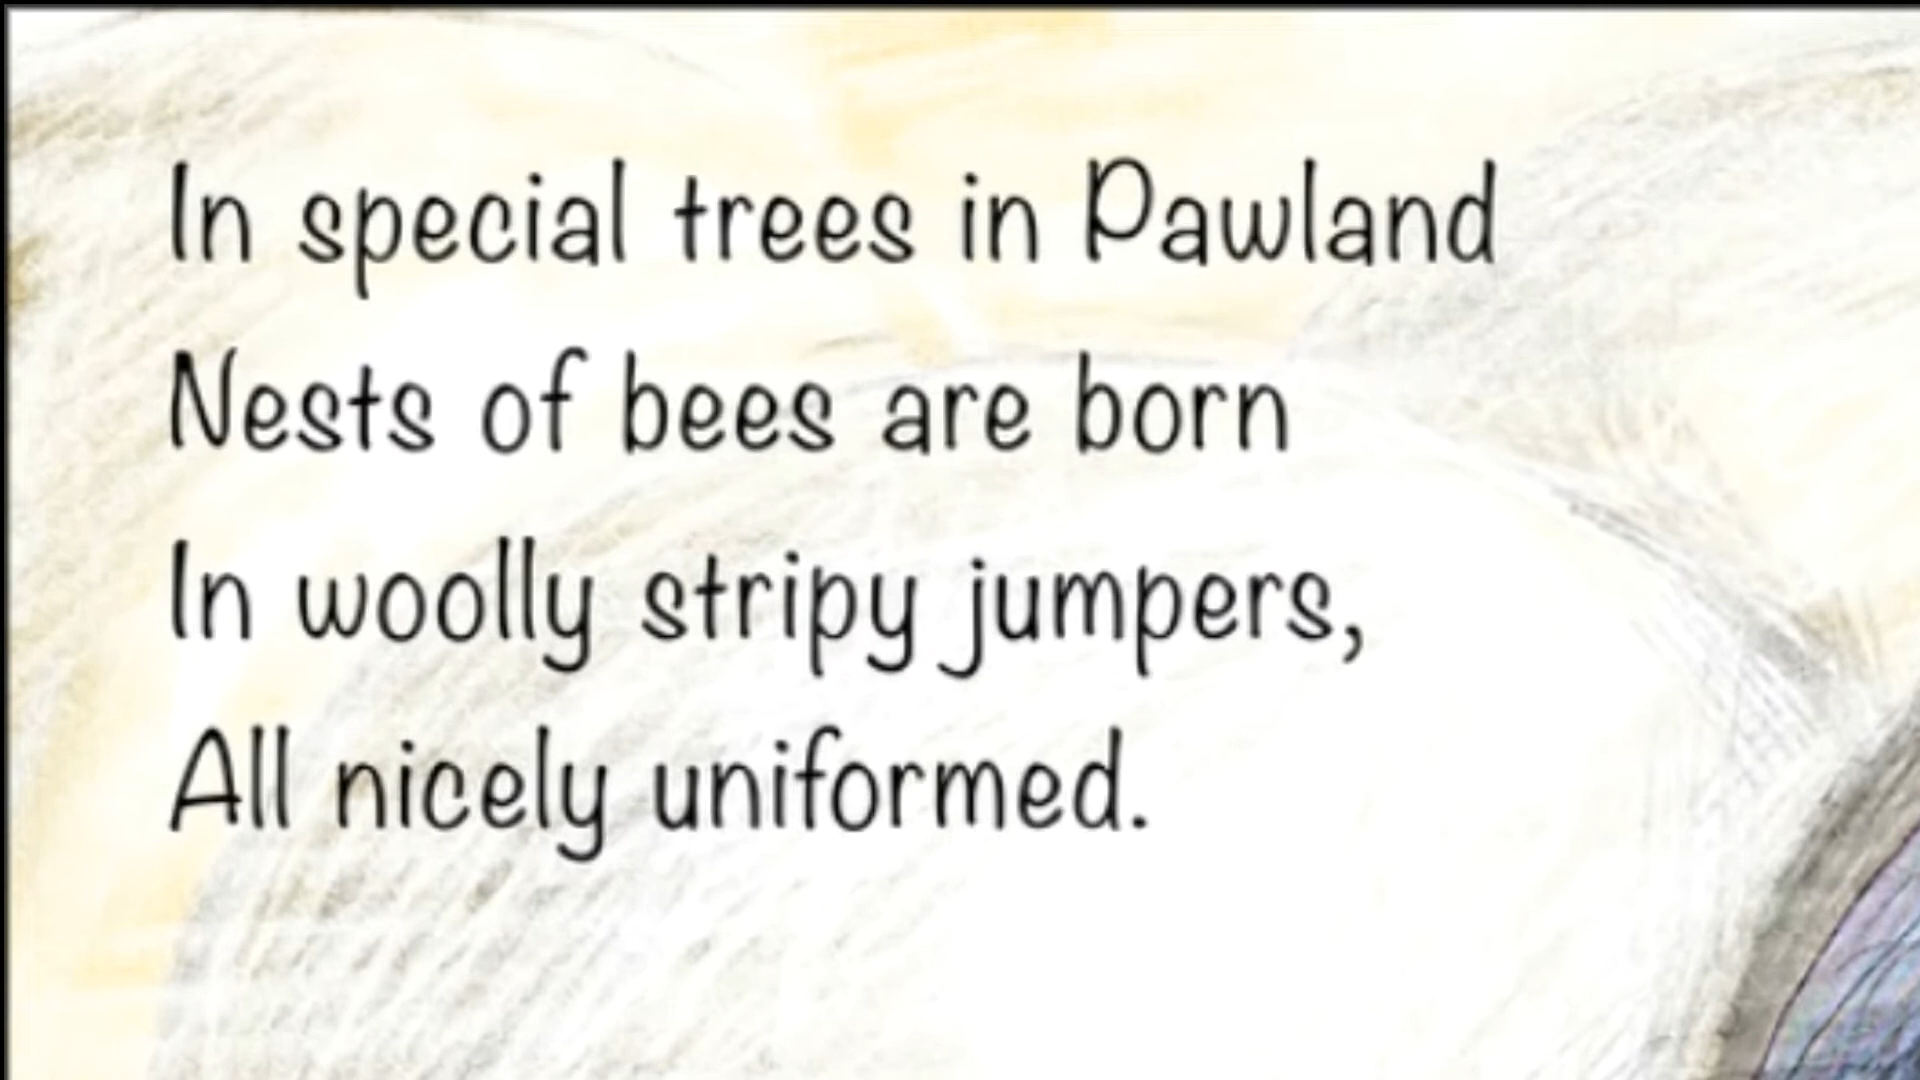 In special trees in Pawland
Nests of bees are born
In woolly stripy jumpers,
All nicely uniformed.